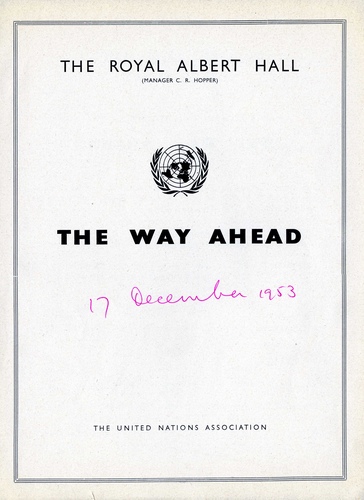 THE ROYAL ALBERT HALL
(MANAGER C. R. HOPPER)
THE WAY AHEAD
17 December 1953
THE UNITED NATIONS ASSOCIATION